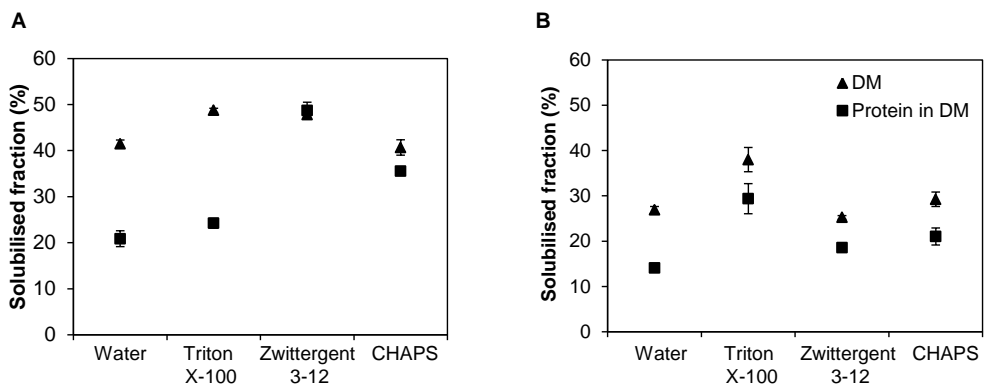 A
Solubilised fraction (%)
60
50
40
30
20
10
0
Water
Triton
X-100
Zwittergent
3-12
CHAPS
B
Solubilised fraction (%)
60
50
40
30
20
10
0
DM
Protein in DM
Water
Triton
X-100
Zwittergent
3-12
CHAPS